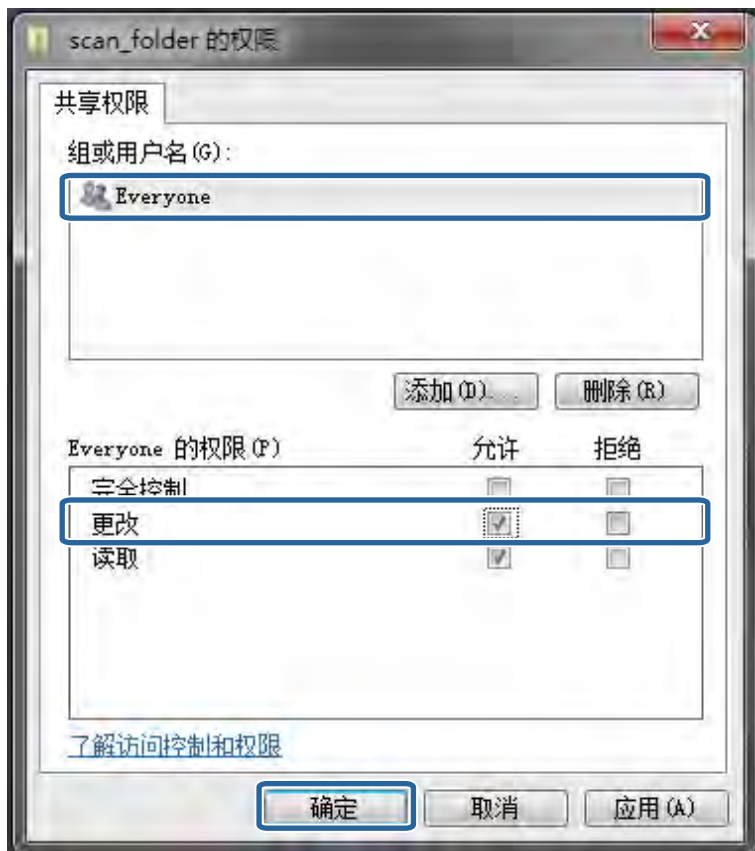 scan_folder 的权限
共享权限
组或用户名(G):
Everyone
添加(D)... 删除(R)
Everyone 的权限(P) 允许 拒绝
完全控制
更改
读取
了解访问控制和权限
确定 取消 应用(A)